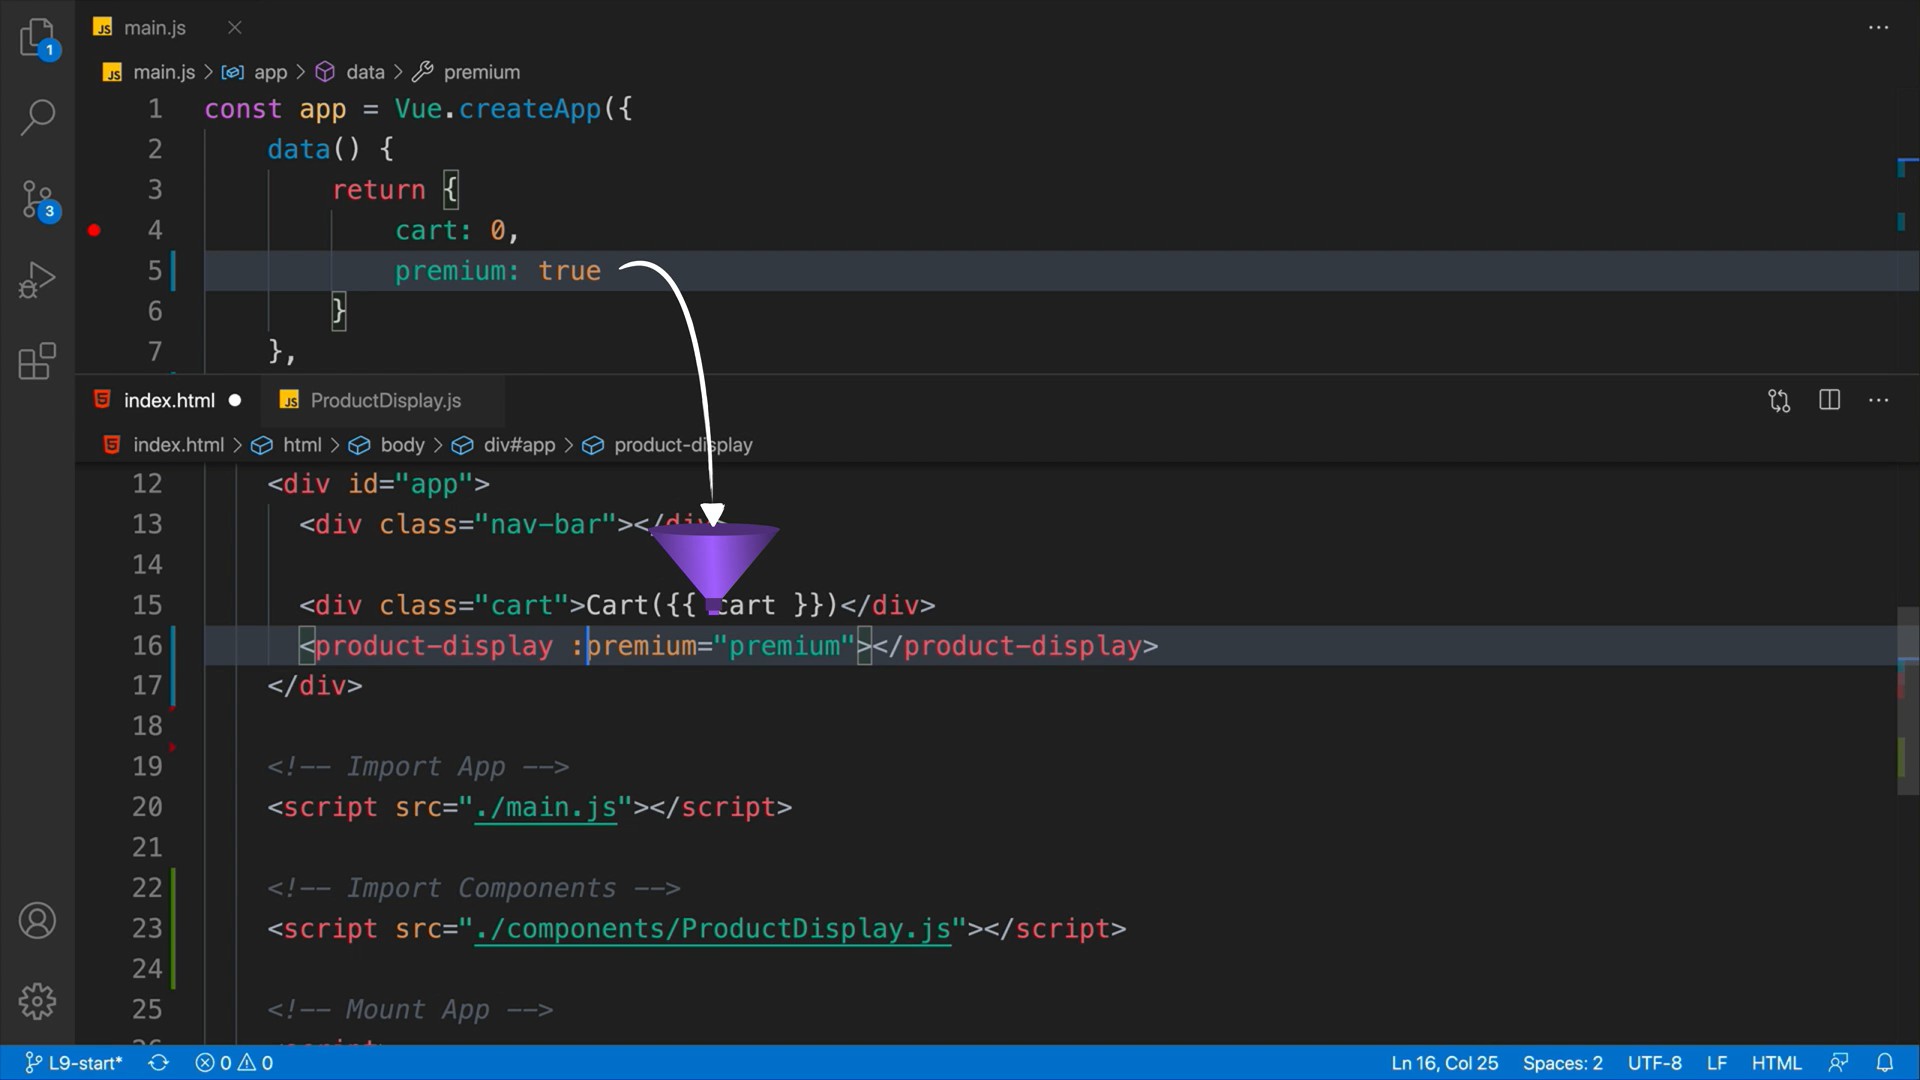 main.js
main.js > app > data > premium
1 const app = Vue.createApp({
2 data() {
3 return {
4 cart: 0,
5 premium: true
6 }
7 },
index.html ProductDisplay.js
index.html > html > body > div#app > product-display
12 <div id="app">
13 <div class="nav-bar"></div>
14
15 <div class="cart">Cart({{ cart }})</div>
16 <product-display :premium="premium"></product-display>
17 </div>
18
19 <!-- Import App -->
20 <script src="./main.js"></script>
21
22 <!-- Import Components -->
23 <script src="./components/ProductDisplay.js"></script>
24
25 <!-- Mount App -->
1
3
L9-start* 0 0 Ln 16, Col 25 Spaces: 2 UTF-8 LF HTML